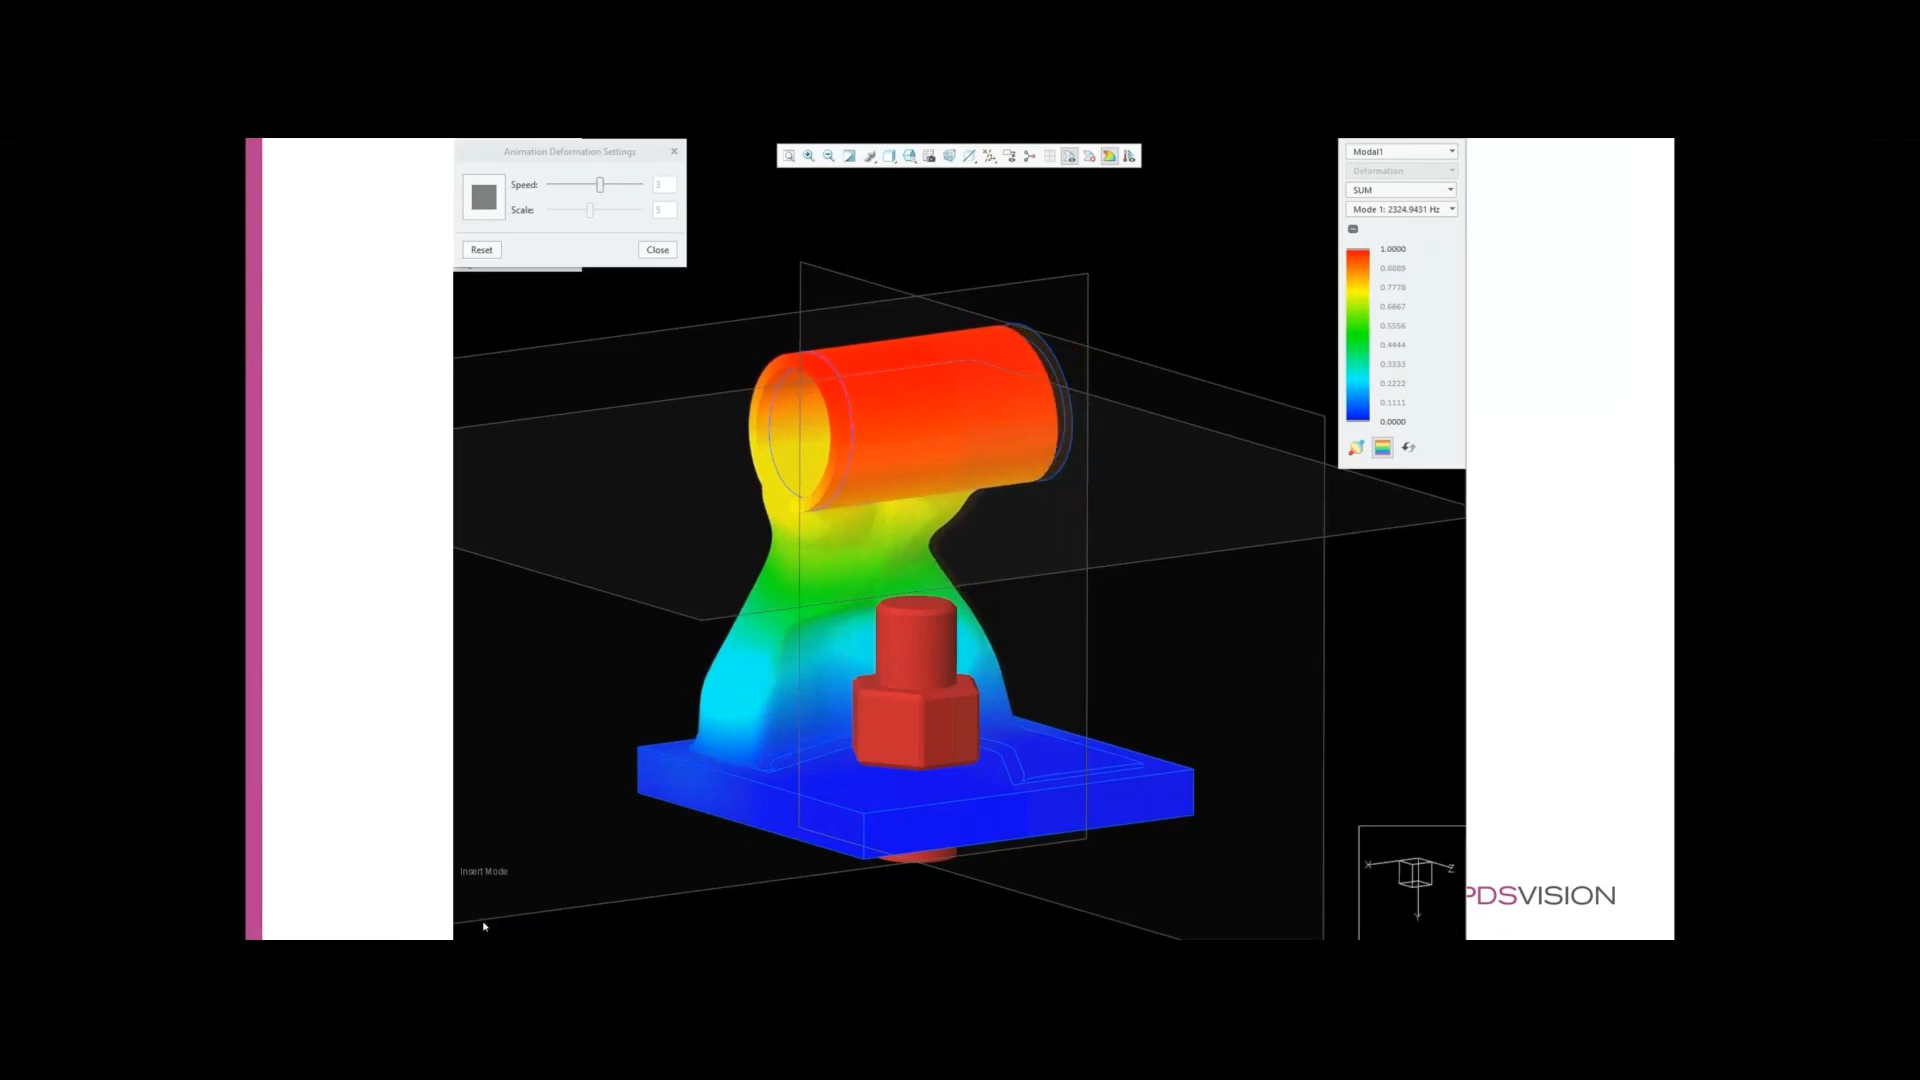 Animation Deformation Settings
Speed: 3
Scale: 5
Reset
Close
Modal1
Deformation
SUM
Mode 1: 2324.9431 Hz
1.0000
0.8889
0.7778
0.6667
0.5556
0.4444
0.3333
0.2222
0.1111
0.0000
Insert Mode
X
Z
Y
PDSVISION